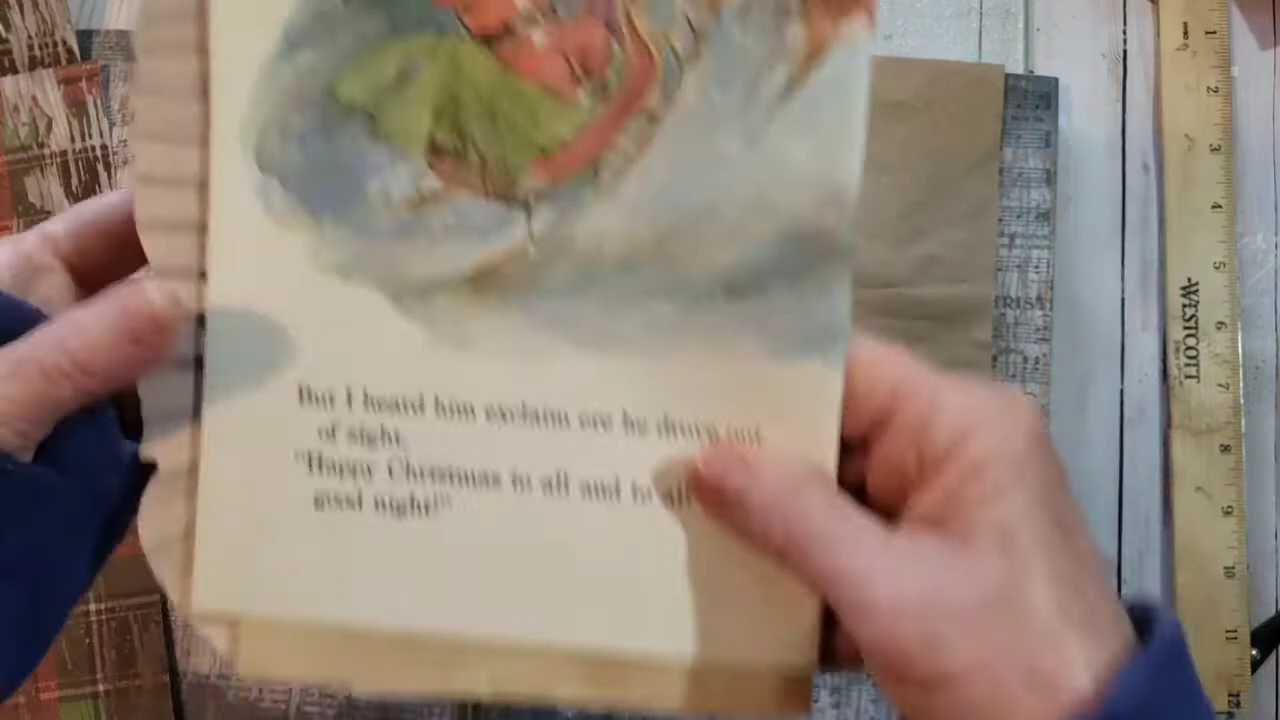 But I heard him exclaim ere he drove out
of sight,
"Happy Christmas to all and to all
good night!"
WESTCOTT
1
2
3
4
5
6
7
8
9
10
11
12